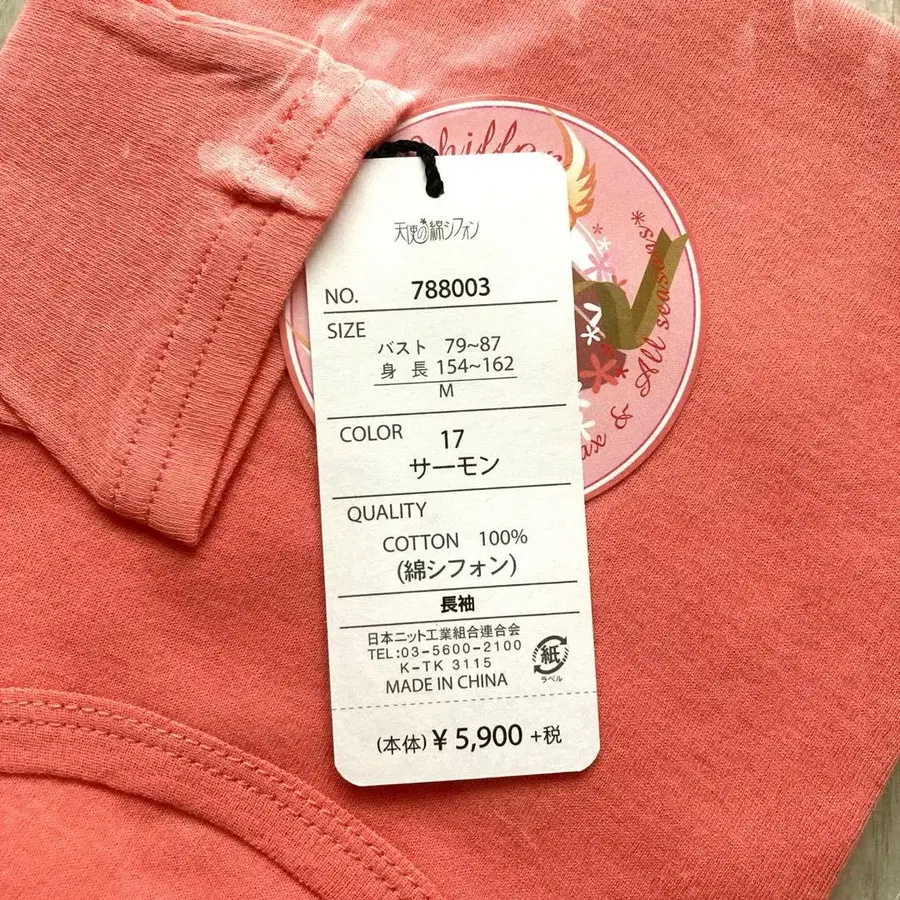 天使の綿シフォン
NO. 788003
SIZE
バスト 79~87
身長 154~162
M
COLOR 17
サーモン
QUALITY
COTTON 100%
(綿シフォン)
長袖
日本ニット工業組合連合会
TEL:03-5600-2100
K-TK 3115
MADE IN CHINA
紙
ラベル
(本体) ¥5,900 +税
& All seasons*